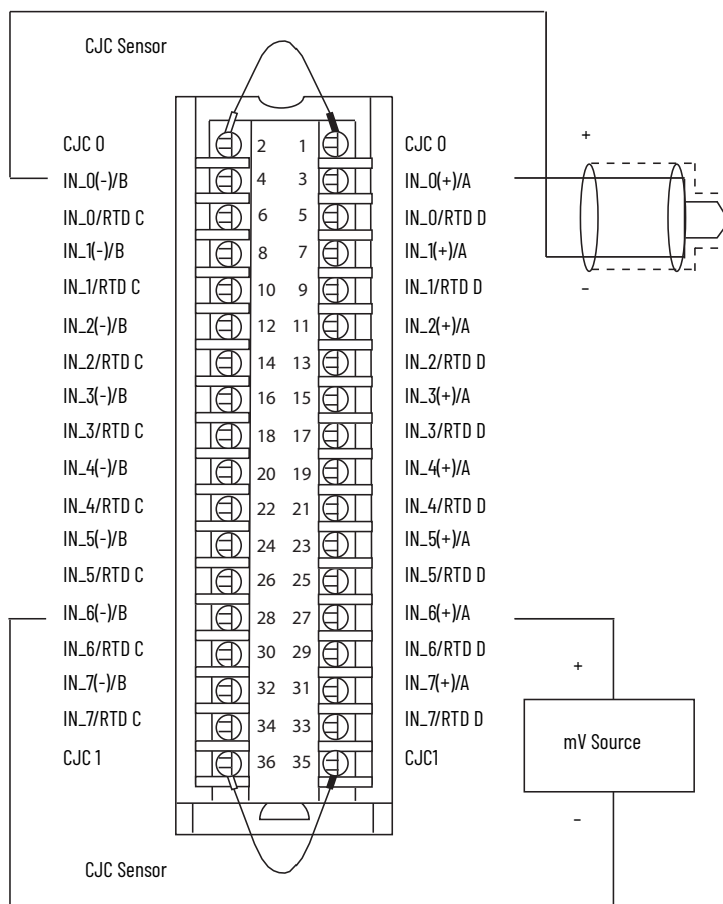 CJC Sensor
CJC 0 2 1 CJC 0
+
IN_0(-)/B 4 3 IN_0(+)/A
IN_0/RTD C 6 5 IN_0/RTD D
IN_1(-)/B 8 7 IN_1(+)/A
-
IN_1/RTD C 10 9 IN_1/RTD D
IN_2(-)/B 12 11 IN_2(+)/A
IN_2/RTD C 14 13 IN_2/RTD D
IN_3(-)/B 16 15 IN_3(+)/A
IN_3/RTD C 18 17 IN_3/RTD D
IN_4(-)/B 20 19 IN_4(+)/A
IN_4/RTD C 22 21 IN_4/RTD D
IN_5(-)/B 24 23 IN_5(+)/A
IN_5/RTD C 26 25 IN_5/RTD D
IN_6(-)/B 28 27 IN_6(+)/A
IN_6/RTD C 30 29 IN_6/RTD D
+
IN_7(-)/B 32 31 IN_7(+)/A
IN_7/RTD C 34 33 IN_7/RTD D
mV Source
CJC 1 36 35 CJC1
-
CJC Sensor